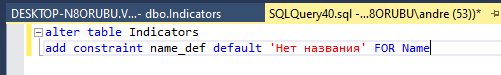 DESKTOP-N8ORUBU.V... - dbo.Indicators
SQLQuery40.sql -...8ORUBU\andre (53))*
alter table Indicators
add constraint name_def default 'Нет названия' FOR Name